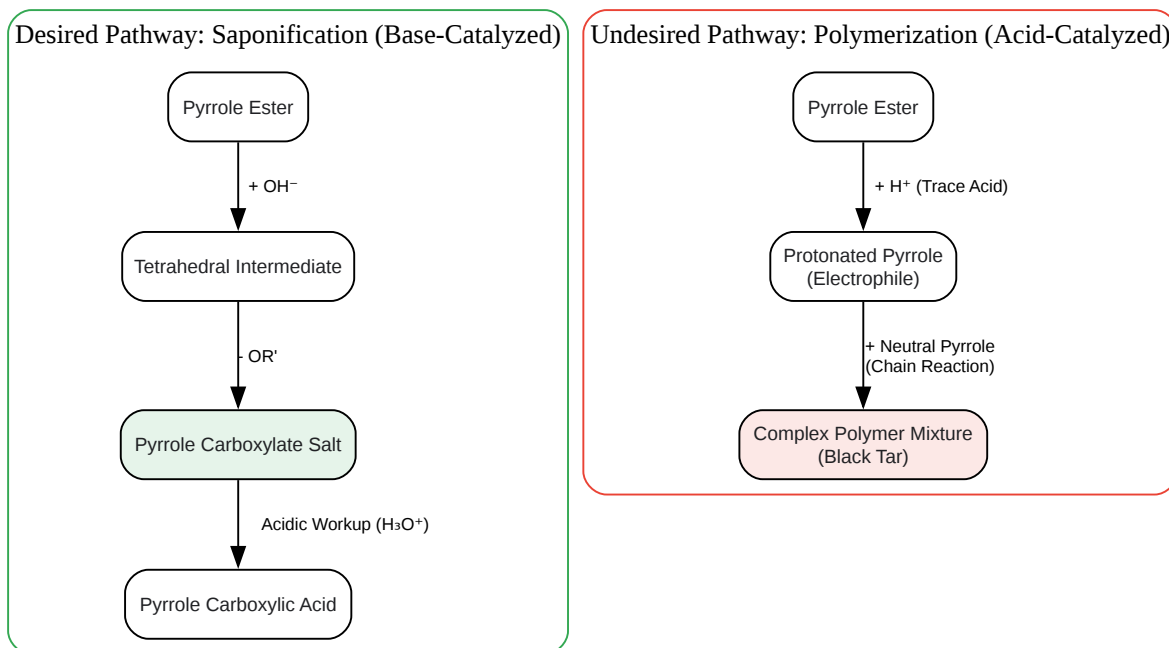 Desired Pathway: Saponification (Base-Catalyzed)
Pyrrole Ester
+ OH⁻
Tetrahedral Intermediate
- OR'
Pyrrole Carboxylate Salt
Acidic Workup (H₃O⁺)
Pyrrole Carboxylic Acid
Undesired Pathway: Polymerization (Acid-Catalyzed)
Pyrrole Ester
+ H⁺ (Trace Acid)
Protonated Pyrrole
(Electrophile)
+ Neutral Pyrrole
(Chain Reaction)
Complex Polymer Mixture
(Black Tar)